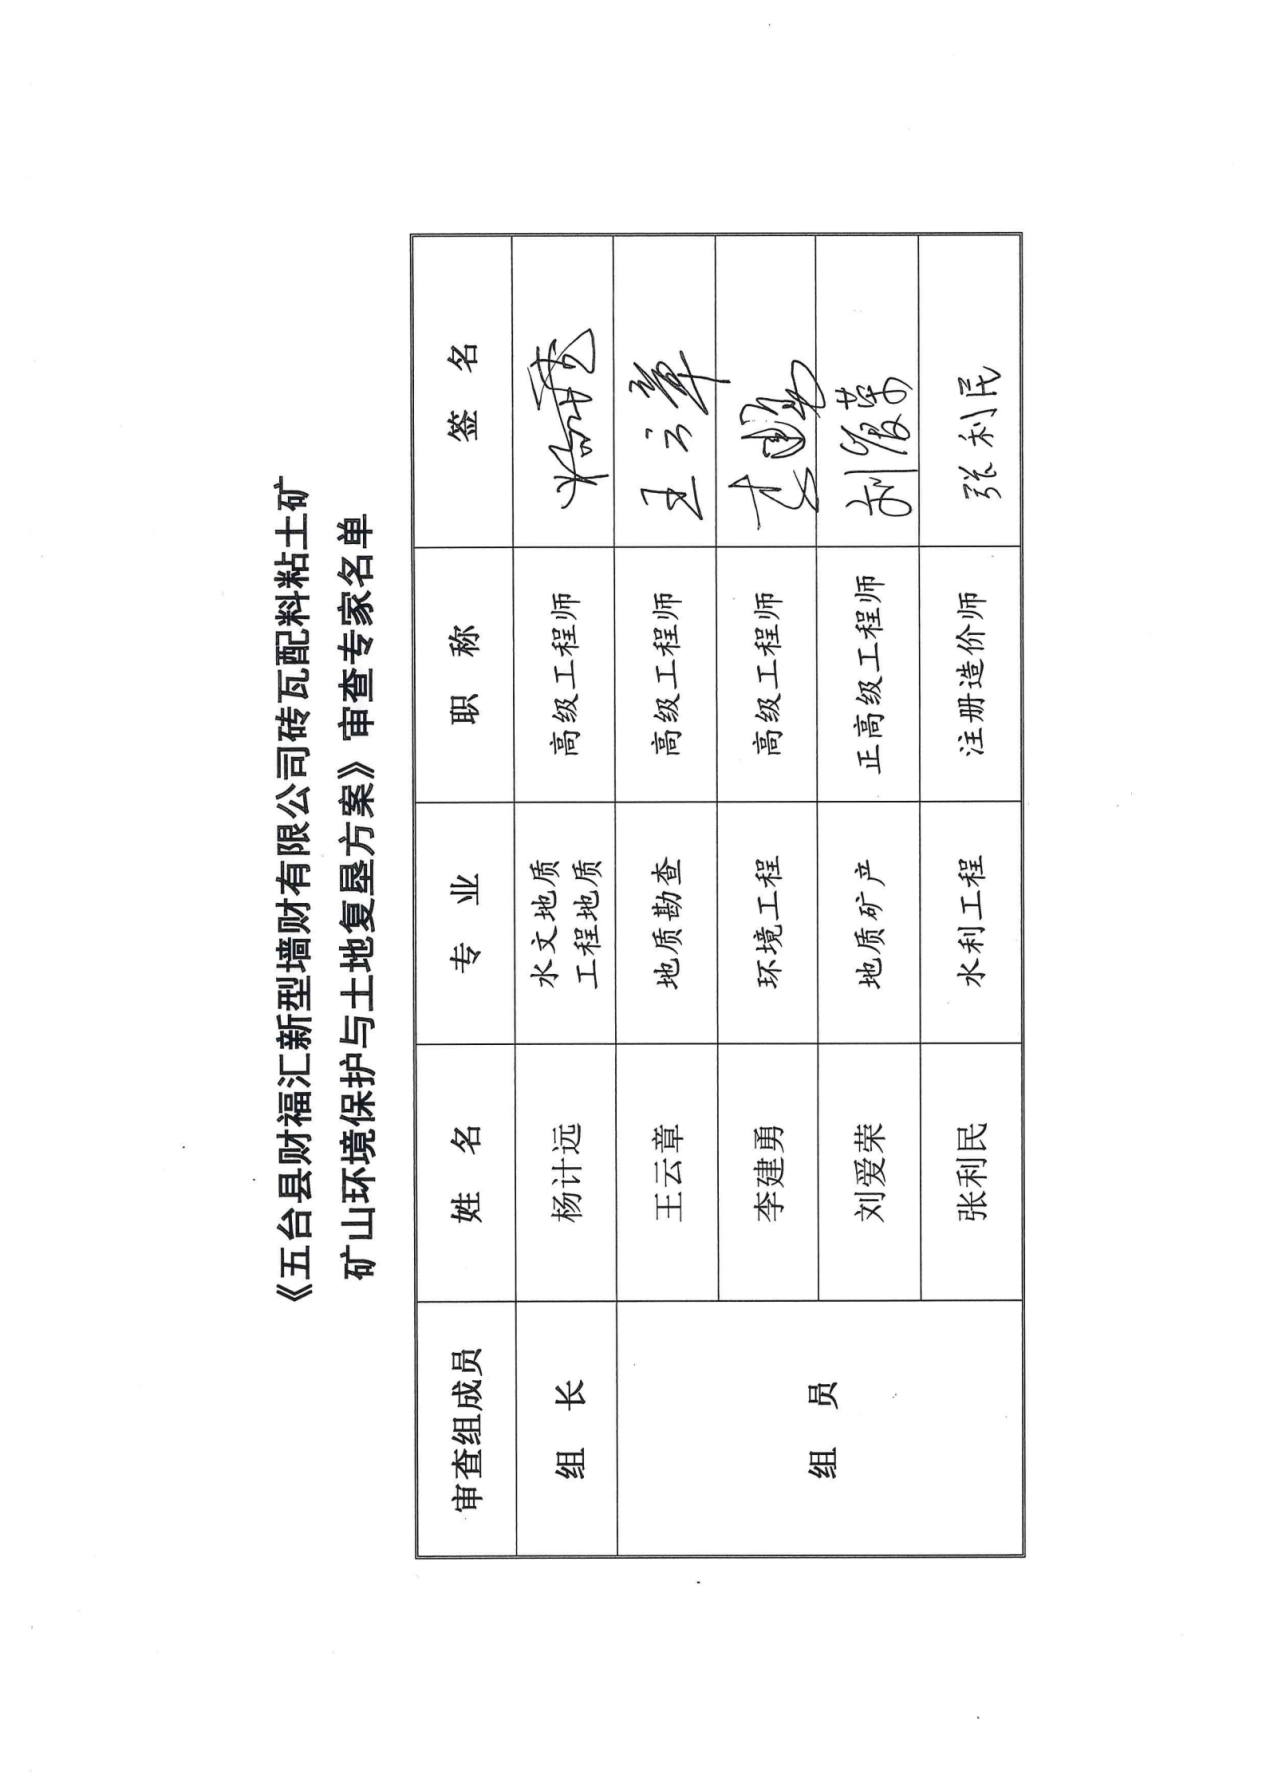 《五台县财福汇新型墙财有限公司砖瓦配料粘土矿
矿山环境保护与土地复垦方案》审查专家名单
审查组成员 姓 名 专 业 职 称 签 名
组 长 杨计远 水文地质 高级工程师
工程地质
王云章 地质勘查 高级工程师 王云章
李建勇 环境工程 高级工程师
组 员
刘爱荣 地质矿产 正高级工程师 刘爱荣
张利民 水利工程 注册造价师 张利民